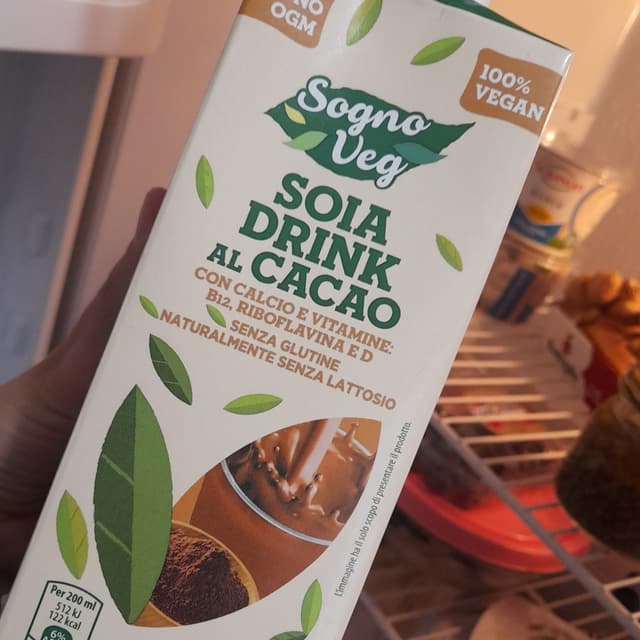 NO
OGM
100%
VEGAN
Sogno
Veg
SOIA
DRINK
AL CACAO
CON CALCIO E VITAMINE:
B12, RIBOFLAVINA E D
SENZA GLUTINE
NATURALMENTE SENZA LATTOSIO
L'immagine ha il solo scopo di presentare il prodotto.
Per 200 ml
512 kJ
122 kcal
6%